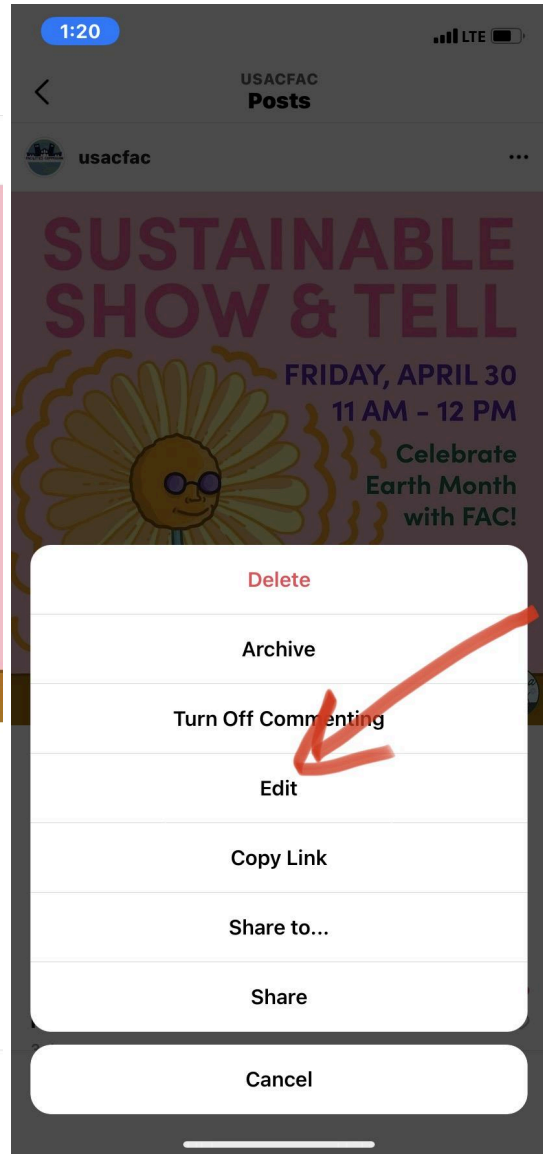 1:20
LTE
USACFAC
Posts
usacfac
SUSTAINABLE
SHOW & TELL
FRIDAY, APRIL 30
11 AM - 12 PM
Celebrate
Earth Month
with FAC!
Delete
Archive
Turn Off Commenting
Edit
Copy Link
Share to...
Share
Cancel